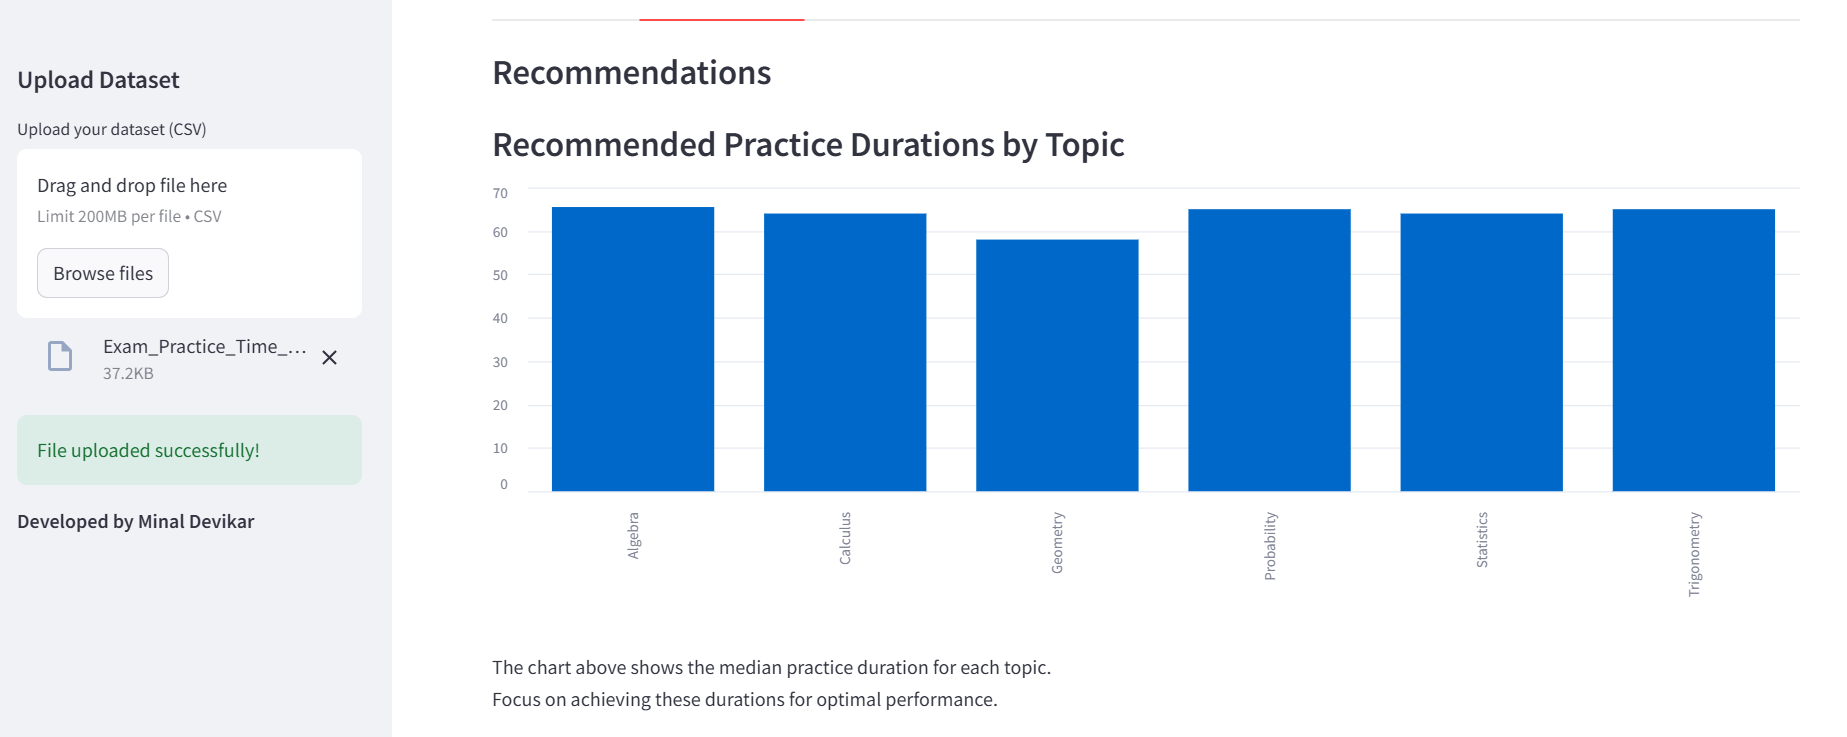 Upload Dataset
Upload your dataset (CSV)
Drag and drop file here
Limit 200MB per file • CSV
Browse files
Exam_Practice_Time_...
37.2KB
File uploaded successfully!
Developed by Minal Devikar
Recommendations
Recommended Practice Durations by Topic
70
60
50
40
30
20
10
0
Algebra
Calculus
Geometry
Probability
Statistics
Trigonometry
The chart above shows the median practice duration for each topic.
Focus on achieving these durations for optimal performance.